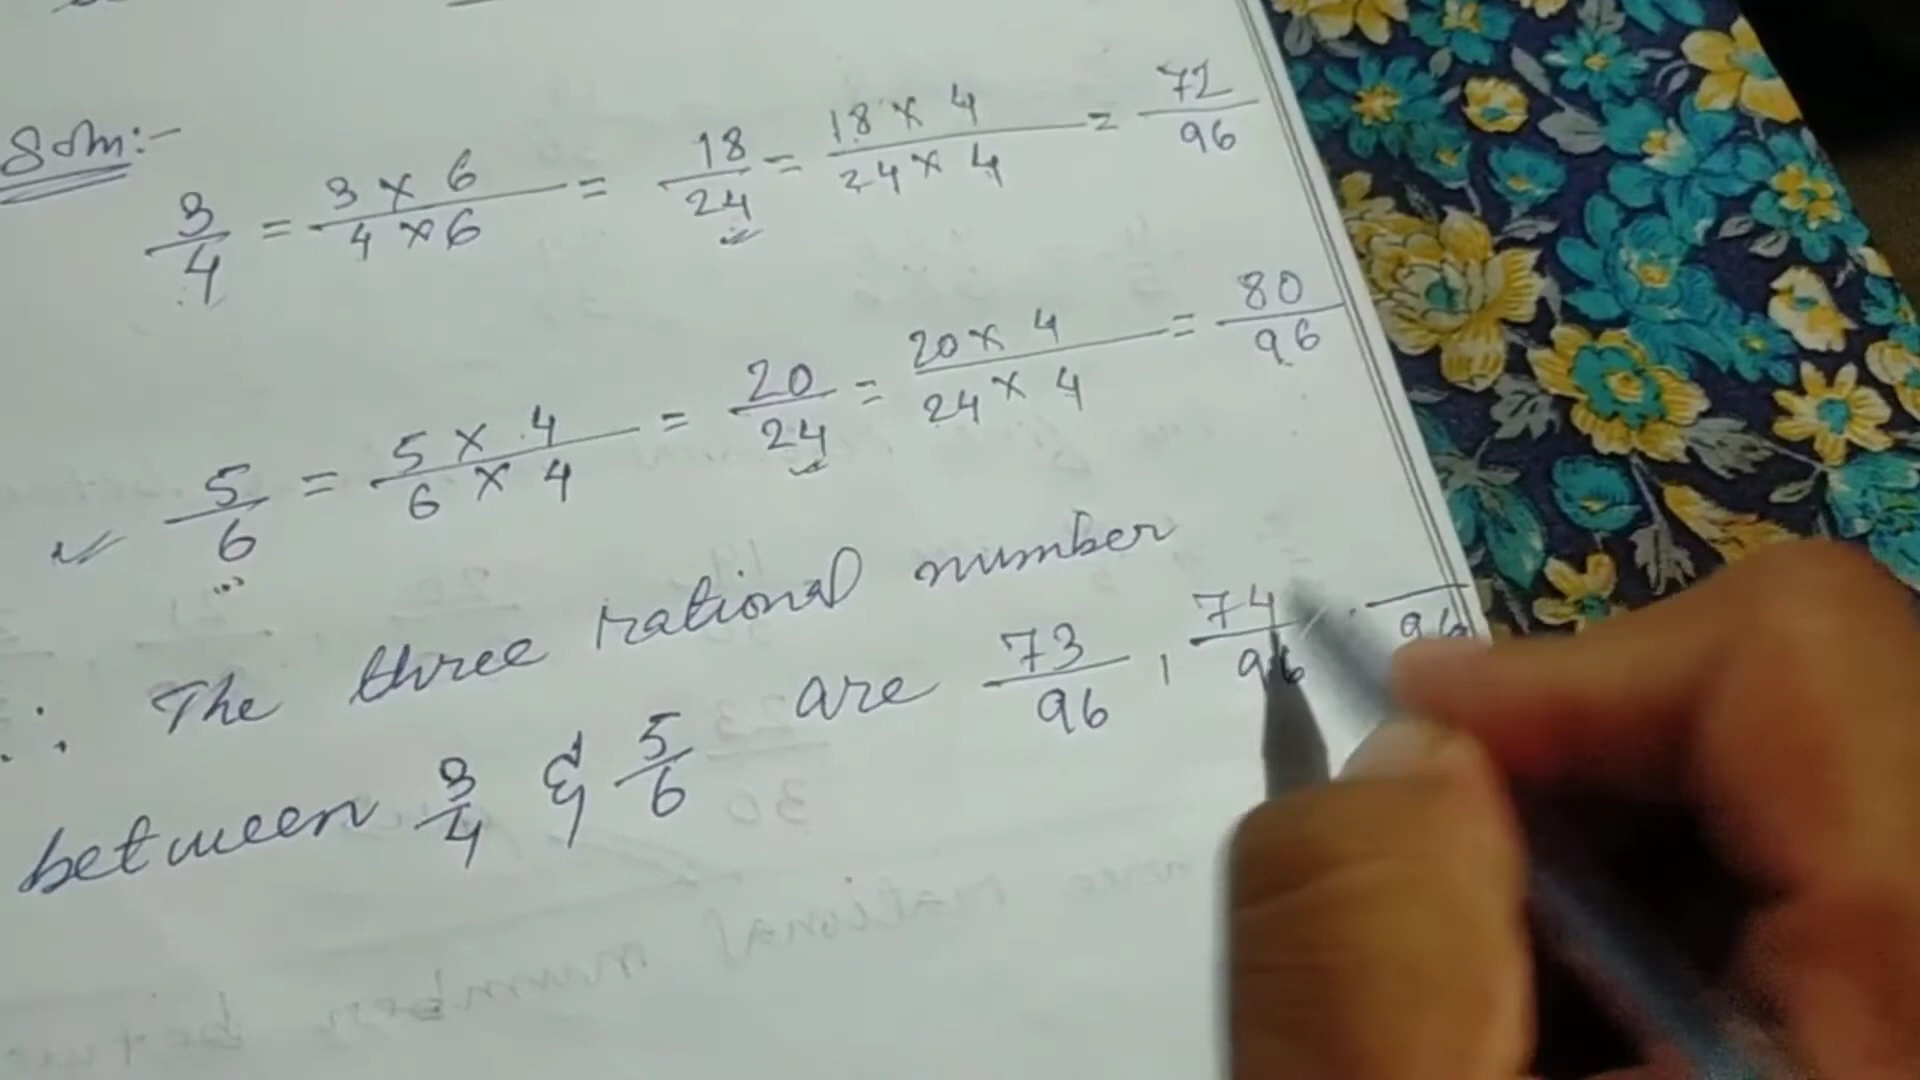 Soln:-
3/4 = 3 × 6 / 4 × 6 = 18/24 = 18 × 4 / 24 × 4 = 72/96
5/6 = 5 × 4 / 6 × 4 = 20/24 = 20 × 4 / 24 × 4 = 80/96
∴ The three rational number
between 3/4 & 5/6 are 73/96, 74/96, /96